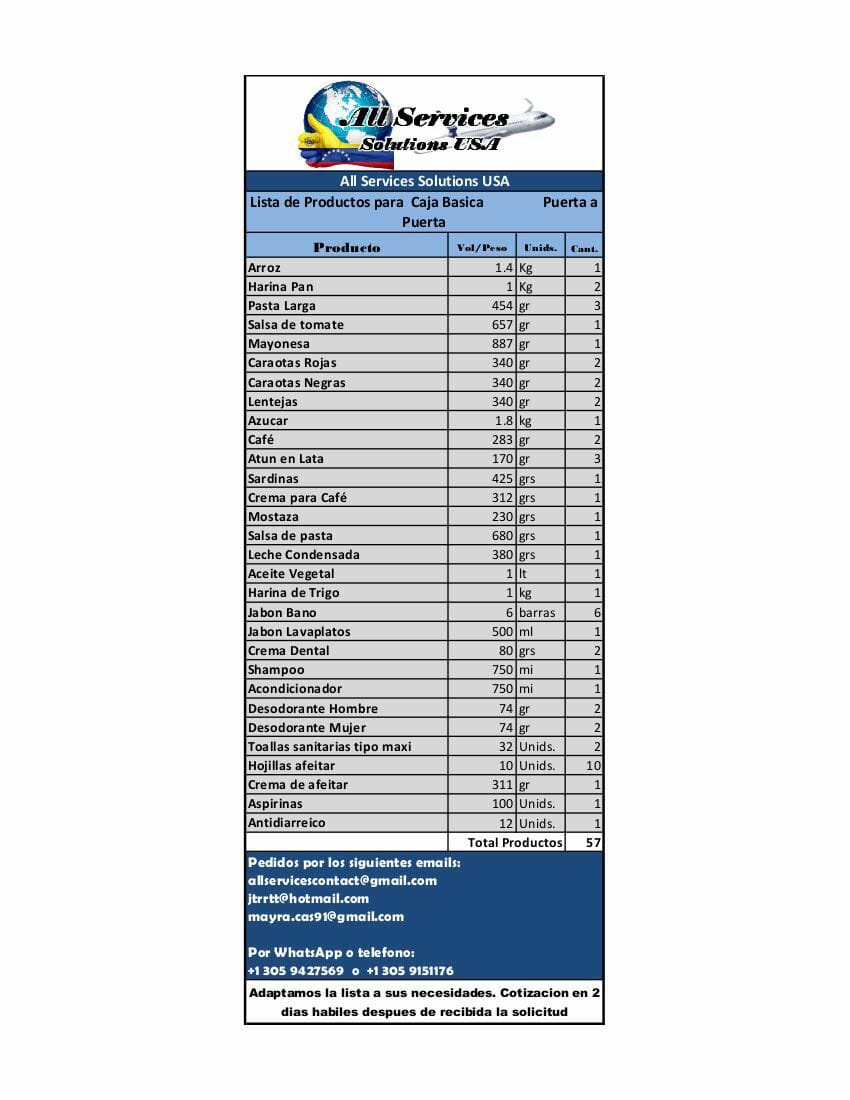 All Services
Solutions USA
All Services Solutions USA
Lista de Productos para Caja Basica Puerta a
Puerta
Producto Vol/Peso Unids. Cant.
Arroz 1.4 Kg 1
Harina Pan 1 Kg 2
Pasta Larga 454 gr 3
Salsa de tomate 657 gr 1
Mayonesa 887 gr 1
Caraotas Rojas 340 gr 2
Caraotas Negras 340 gr 2
Lentejas 340 gr 2
Azucar 1.8 kg 1
Café 283 gr 2
Atun en Lata 170 gr 3
Sardinas 425 grs 1
Crema para Café 312 grs 1
Mostaza 230 grs 1
Salsa de pasta 680 grs 1
Leche Condensada 380 grs 1
Aceite Vegetal 1 lt 1
Harina de Trigo 1 kg 1
Jabon Bano 6 barras 6
Jabon Lavaplatos 500 ml 1
Crema Dental 80 grs 2
Shampoo 750 mi 1
Acondicionador 750 mi 1
Desodorante Hombre 74 gr 2
Desodorante Mujer 74 gr 2
Toallas sanitarias tipo maxi 32 Unids. 2
Hojillas afeitar 10 Unids. 10
Crema de afeitar 311 gr 1
Aspirinas 100 Unids. 1
Antidiarreico 12 Unids. 1
Total Productos 57
Pedidos por los siguientes emails:
allservicescontact@gmail.com
jtrrtt@hotmail.com
mayra.cas91@gmail.com
Por WhatsApp o telefono:
+1 305 9427569 o +1 305 9151176
Adaptamos la lista a sus necesidades. Cotizacion en 2
dias habiles despues de recibida la solicitud